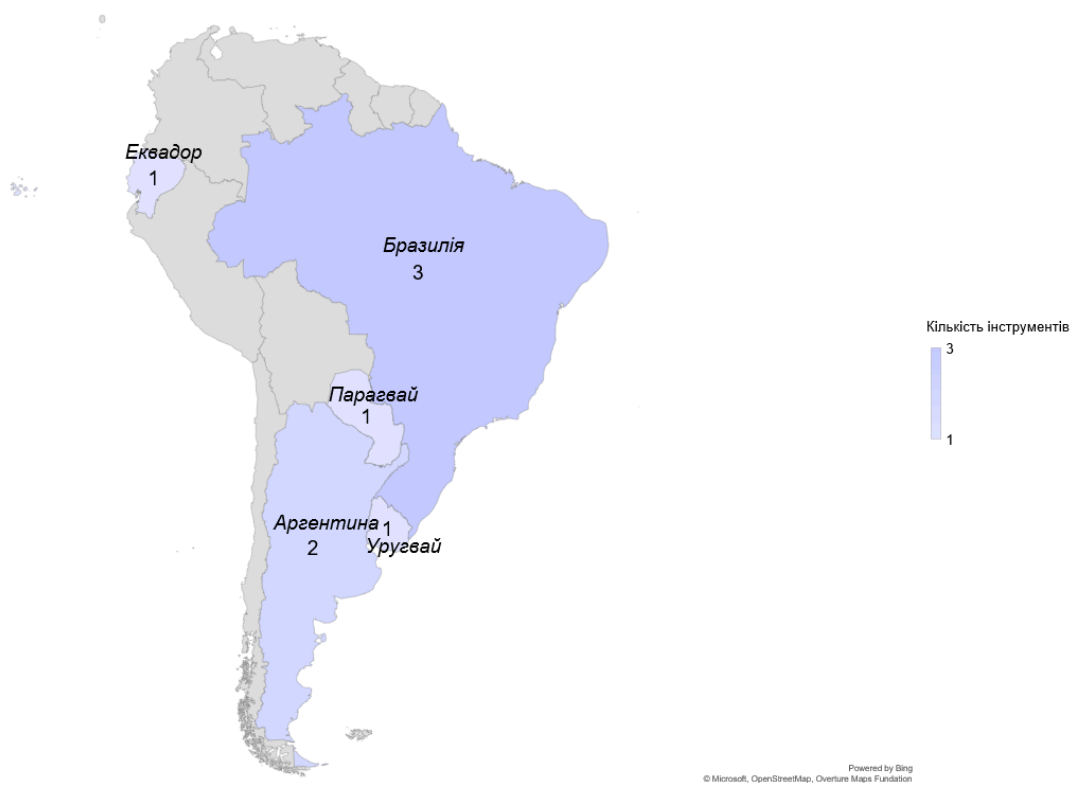 Еквадор
1
Бразилія
3
Кількість інструментів
3
1
Парагвай
1
Аргентина
2
1
Уругвай
Powered by Bing
© Microsoft, OpenStreetMap, Overture Maps Fundation